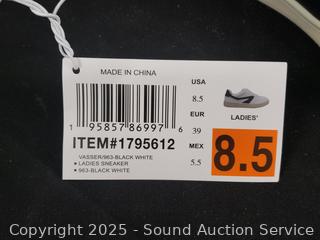 MADE IN CHINA
1 95857 86997 6
ITEM#1795612
VASSER/963-BLACK WHITE
• LADIES SNEAKER
• 963-BLACK WHITE
USA
8.5
EUR
39
MEX
5.5
LADIES'
8.5
Copyright 2025 - Sound Auction Service